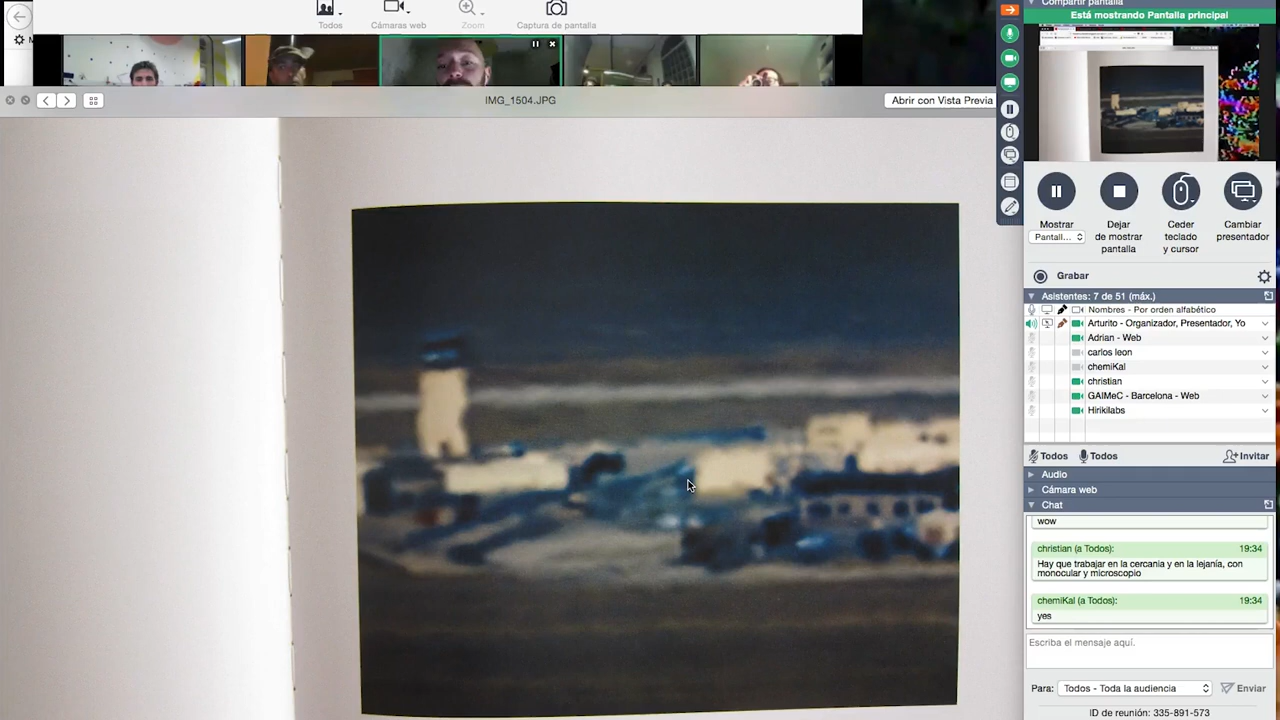 Todos
Cámaras web
Zoom
Captura de pantalla
IMG_1504.JPG
Abrir con Vista Previa
Compartir pantalla
Está mostrando Pantalla principal
Mostrar
Pantall...
Dejar
de mostrar
pantalla
Ceder
teclado
y cursor
Cambiar
presentador
Grabar
Asistentes: 7 de 51 (máx.)
Nombres - Por orden alfabético
Arturito - Organizador, Presentador, Yo
Adrian - Web
carlos leon
chemiKal
christian
GAIMeC - Barcelona - Web
Hirikilabs
Todos
Todos
Invitar
Audio
Cámara web
Chat
wow
christian (a Todos): 19:34
Hay que trabajar en la cercania y en la lejanía, con
monocular y microscopio
chemiKal (a Todos): 19:34
yes
Escriba el mensaje aquí.
Para: Todos - Toda la audiencia
Enviar
ID de reunión: 335-891-573